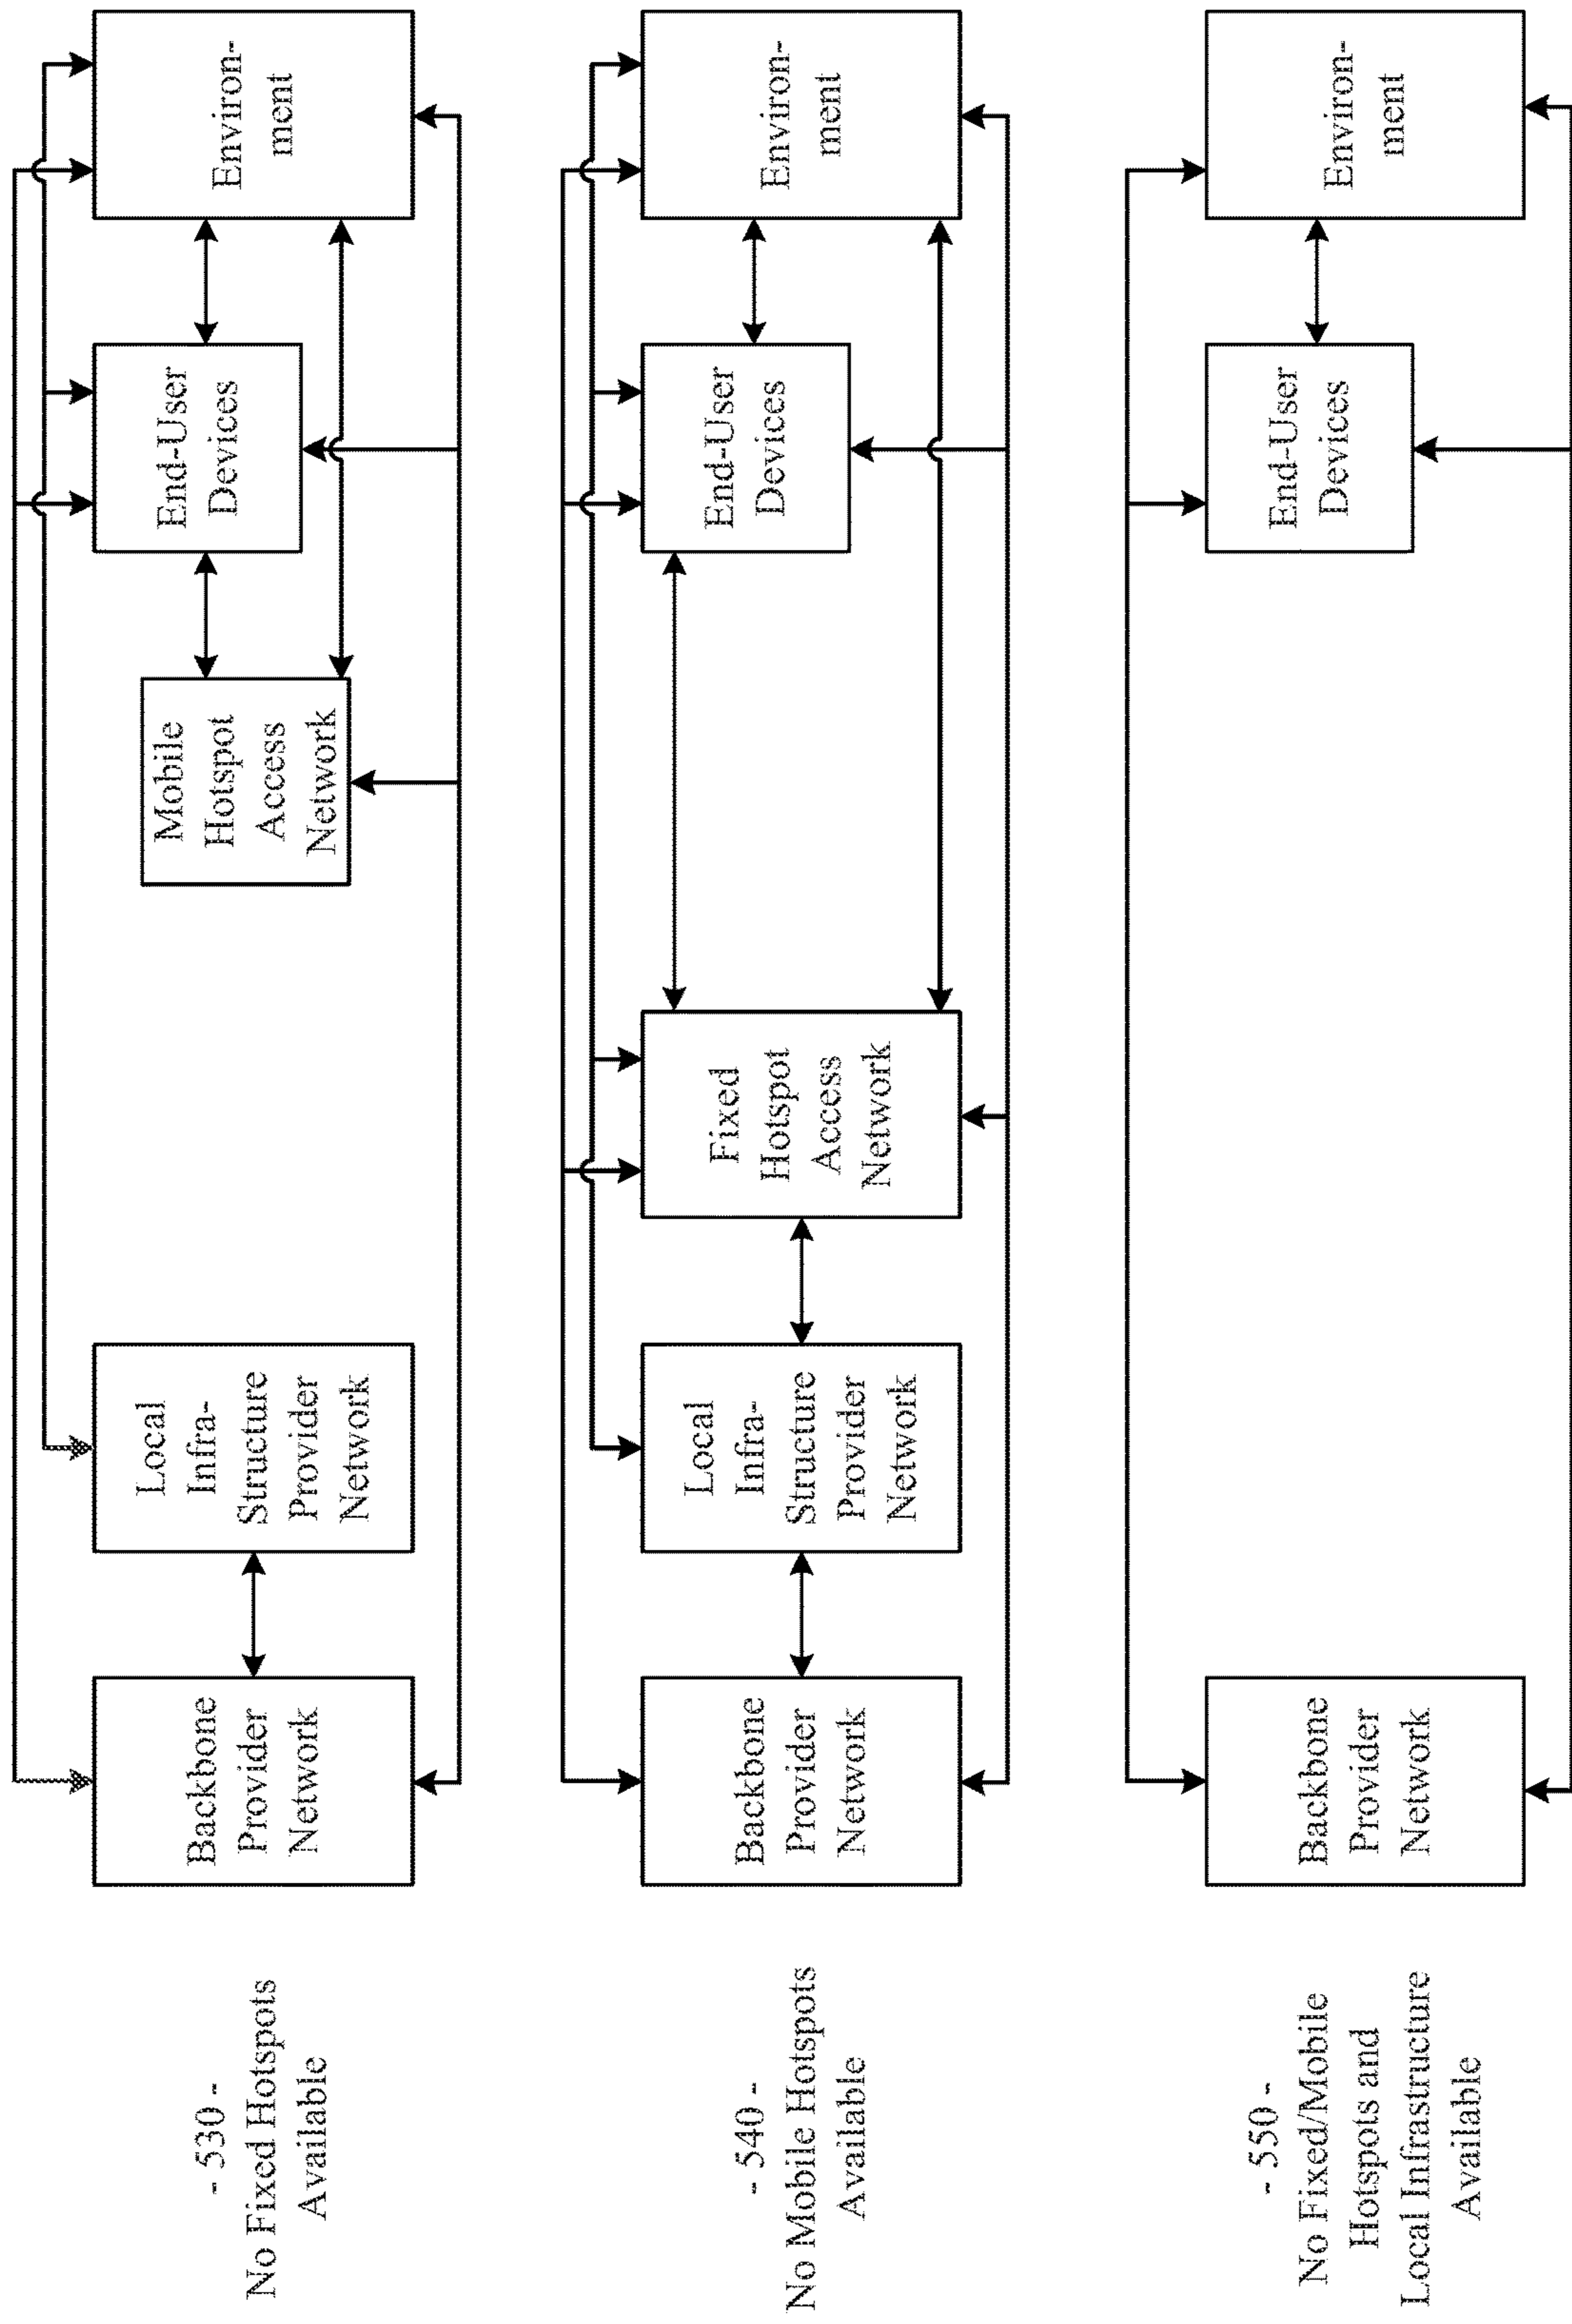 - 530 -
No Fixed Hotspots
Available
Backbone
Provider
Network
Local
Infra-
Structure
Provider
Network
Mobile
Hotspot
Access
Network
End-User
Devices
Environ-
ment
- 540 -
No Mobile Hotspots
Available
Backbone
Provider
Network
Local
Infra-
Structure
Provider
Network
Fixed
Hotspot
Access
Network
End-User
Devices
Environ-
ment
- 550 -
No Fixed/Mobile
Hotspots and
Local Infrastructure
Available
Backbone
Provider
Network
End-User
Devices
Environ-
ment